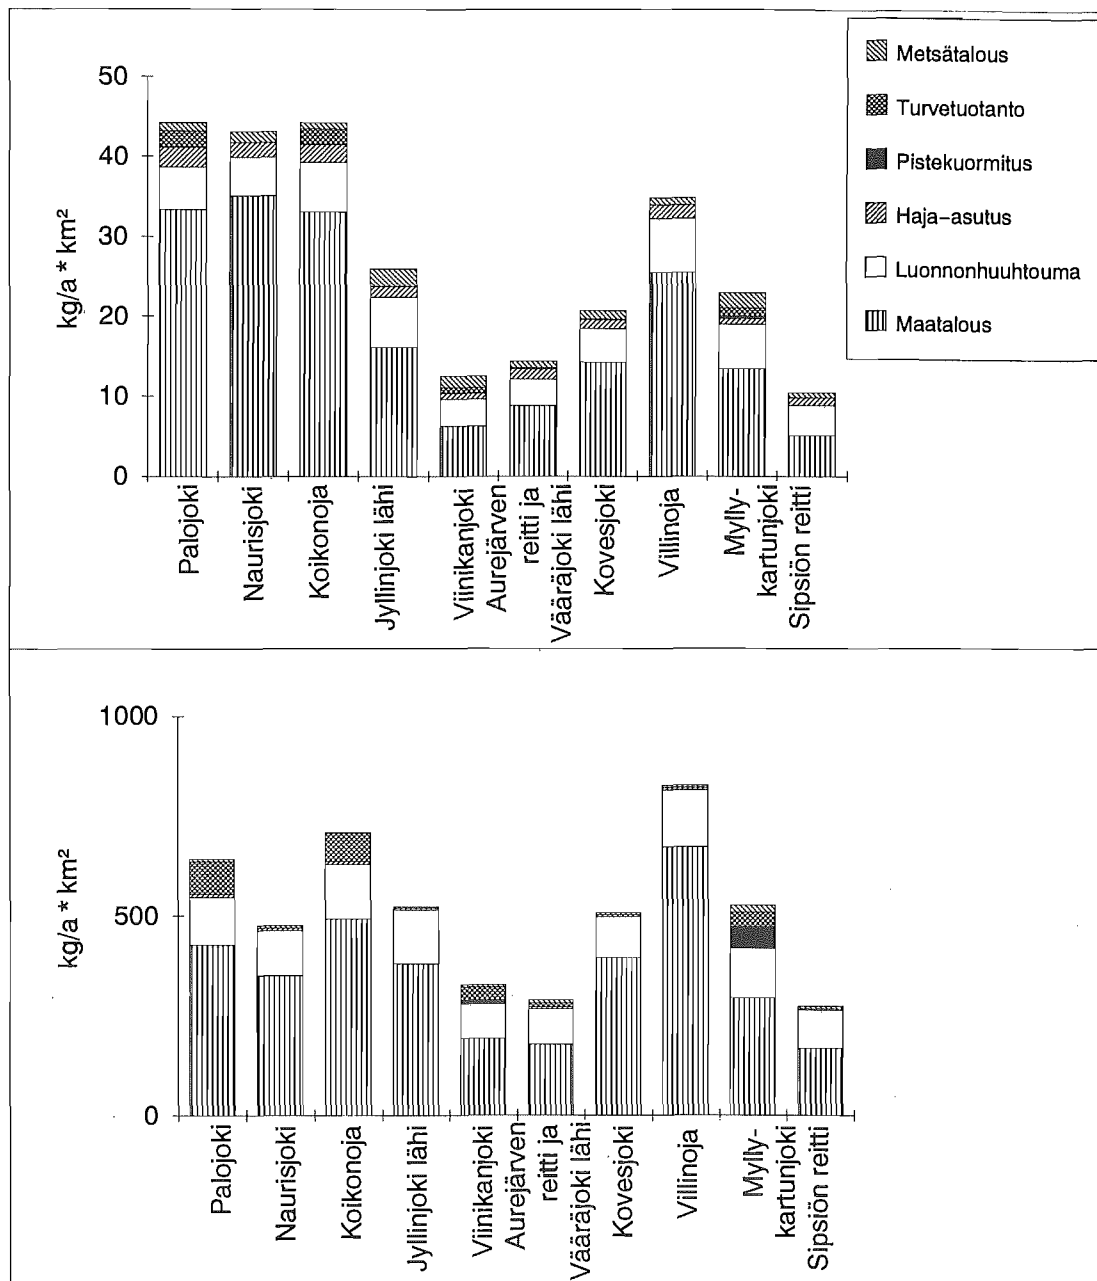 50
40
30
20
10
0
kg/a * km²
Palojoki
Naurisjoki
Koikonoja
Jyllinjoki lähi
Viinikanjoki
Aurejärven
reitti ja
Vääräjoki lähi
Kovesjoki
Villinoja
Mylly-
kartunjoki
Sipsiön reitti
Metsätalous
Turvetuotanto
Pistekuormitus
Haja-asutus
Luonnonhuuhtouma
Maatalous
1000
500
0
kg/a * km²
Palojoki
Naurisjoki
Koikonoja
Jyllinjoki lähi
Viinikanjoki
Aurejärven
reitti ja
Vääräjoki lähi
Kovesjoki
Villinoja
Mylly-
kartunjoki
Sipsiön reitti